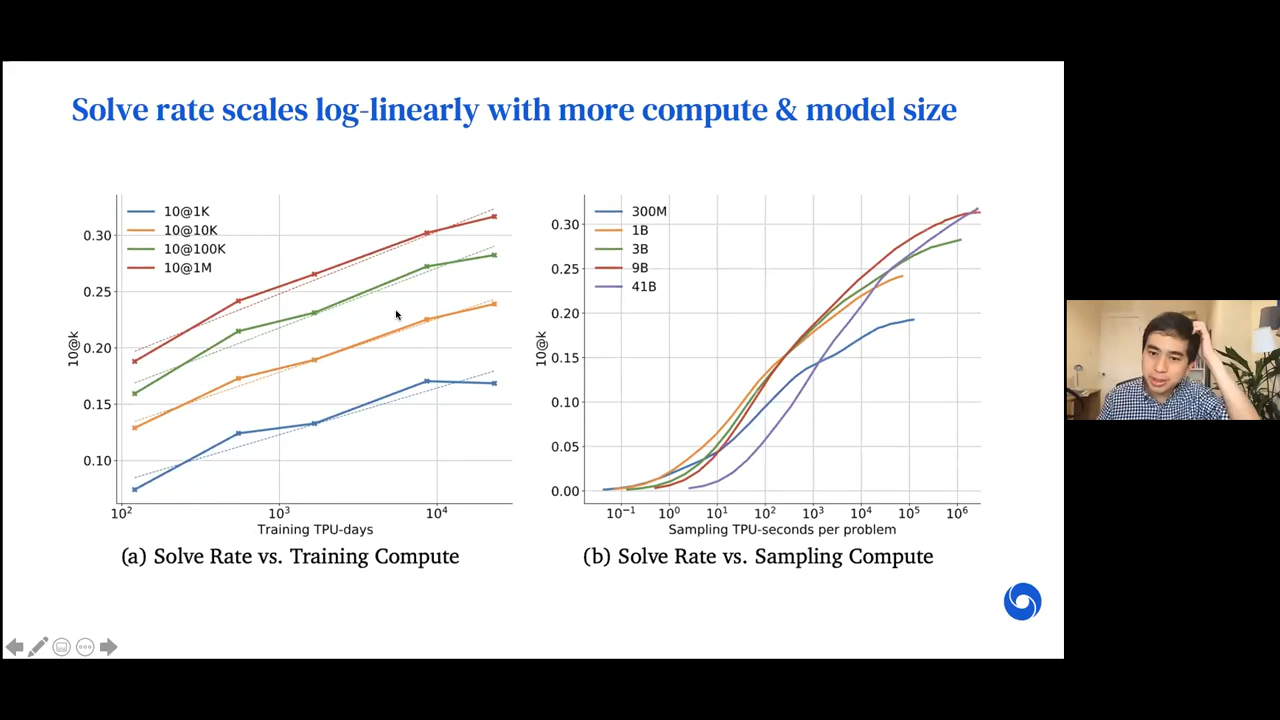 Solve rate scales log-linearly with more compute & model size
10@1K
10@10K
10@100K
10@1M
0.30
0.25
0.20
0.15
0.10
10@k
10² 10³ 10⁴
Training TPU-days
(a) Solve Rate vs. Training Compute
300M
1B
3B
9B
41B
0.30
0.25
0.20
0.15
0.10
0.05
0.00
10@k
10⁻¹ 10⁰ 10¹ 10² 10³ 10⁴ 10⁵ 10⁶
Sampling TPU-seconds per problem
(b) Solve Rate vs. Sampling Compute